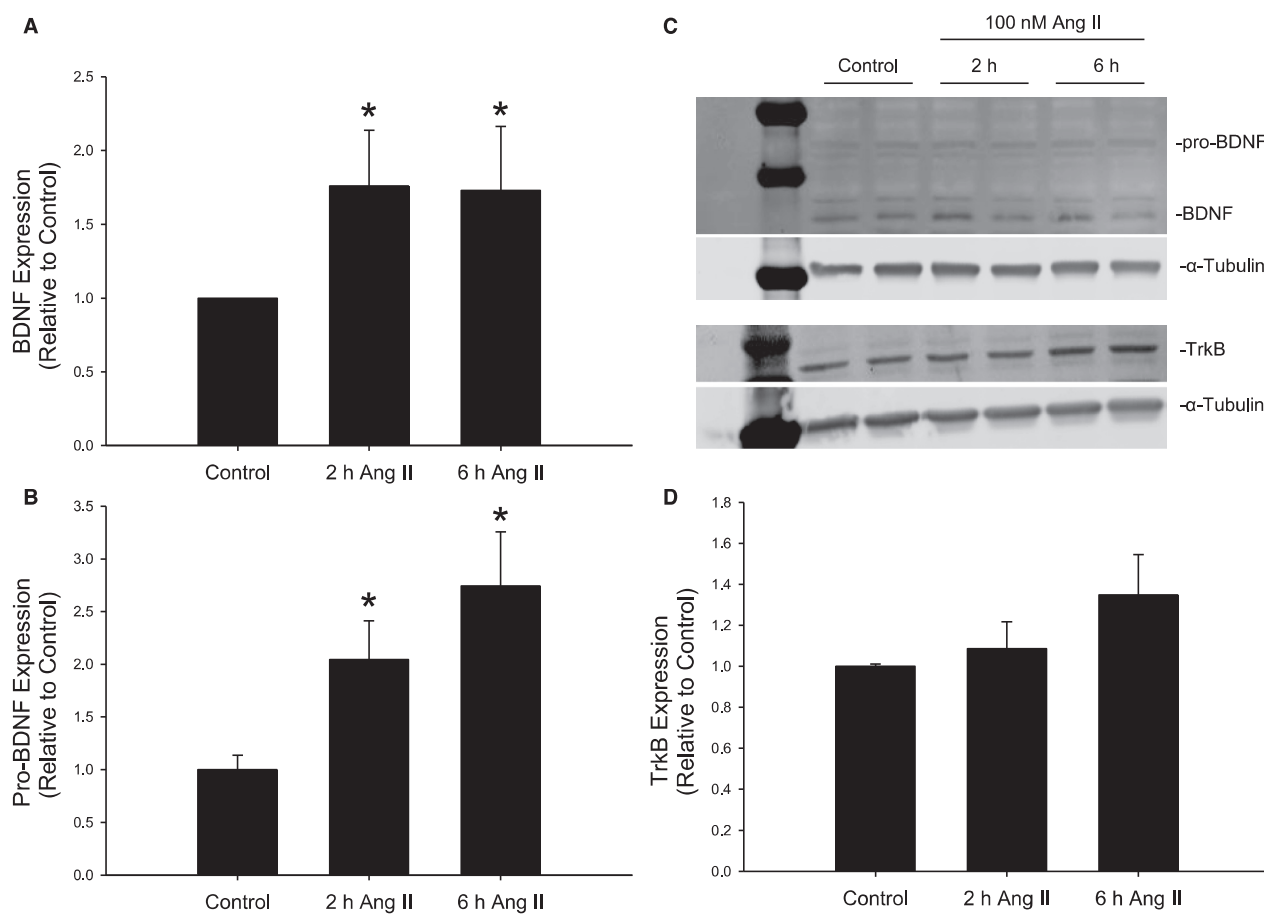 A
2.5
2.0
1.5
1.0
0.5
0.0
BDNF Expression
(Relative to Control)
*
*
Control
2 h Ang II
6 h Ang II
B
3.5
3.0
2.5
2.0
1.5
1.0
0.5
0.0
Pro-BDNF Expression
(Relative to Control)
*
*
Control
2 h Ang II
6 h Ang II
C
100 nM Ang II
Control
2 h
6 h
-pro-BDNF
-BDNF
-α-Tubulin
-TrkB
-α-Tubulin
D
1.8
1.6
1.4
1.2
1.0
0.8
0.6
0.4
0.2
0.0
TrkB Expression
(Relative to Control)
Control
2 h Ang II
6 h Ang II